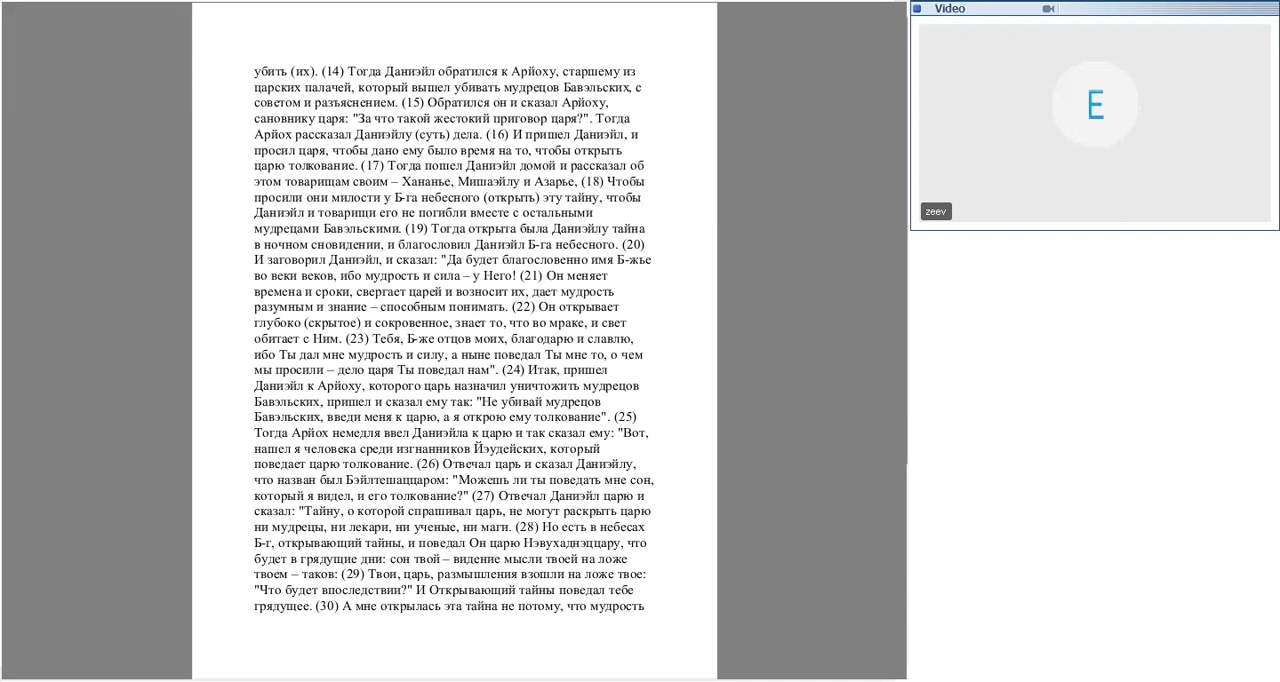 убить (их). (14) Тогда Даниэйл обратился к Арйоху, старшему из
царских палачей, который вышел убивать мудрецов Бавэльских, с
советом и разъяснением. (15) Обратился он и сказал Арйоху,
сановнику царя: "За что такой жестокий приговор царя?". Тогда
Арйох рассказал Даниэйлу (суть) дела. (16) И пришел Даниэйл, и
просил царя, чтобы дано ему было время на то, чтобы открыть
царю толкование. (17) Тогда пошел Даниэйл домой и рассказал об
этом товарищам своим – Хананье, Мишаэйлу и Азарье, (18) Чтобы
просили они милости у Б-га небесного (открыть) эту тайну, чтобы
Даниэйл и товарищи его не погибли вместе с остальными
мудрецами Бавэльскими. (19) Тогда открыта была Даниэйлу тайна
в ночном сновидении, и благословил Даниэйл Б-га небесного. (20)
И заговорил Даниэйл, и сказал: "Да будет благословенно имя Б-жье
во веки веков, ибо мудрость и сила – у Него! (21) Он меняет
времена и сроки, свергает царей и возносит их, дает мудрость
разумным и знание – способным понимать. (22) Он открывает
глубоко (скрытое) и сокровенное, знает то, что во мраке, и свет
обитает с Ним. (23) Тебя, Б-же отцов моих, благодарю и славлю,
ибо Ты дал мне мудрость и силу, а ныне поведал Ты мне то, о чем
мы просили – дело царя Ты поведал нам". (24) Итак, пришел
Даниэйл к Арйоху, которого царь назначил уничтожить мудрецов
Бавэльских, пришел и сказал ему так: "Не убивай мудрецов
Бавэльских, введи меня к царю, а я открою ему толкование". (25)
Тогда Арйох немедля ввел Даниэйла к царю и так сказал ему: "Вот,
нашел я человека среди изгнанников Йэудейских, который
поведает царю толкование. (26) Отвечал царь и сказал Даниэйлу,
что назван был Бэйлтешаццаром: "Можешь ли ты поведать мне сон,
который я видел, и его толкование?" (27) Отвечал Даниэйл царю и
сказал: "Тайну, о которой спрашивал царь, не могут раскрыть царю
ни мудрецы, ни лекари, ни ученые, ни маги. (28) Но есть в небесах
Б-г, открывающий тайны, и поведал Он царю Нэвухаднэццару, что
будет в грядущие дни: сон твой – видение мысли твоей на ложе
твоем – таков: (29) Твои, царь, размышления взошли на ложе твое:
"Что будет впоследствии?" И Открывающий тайны поведал тебе
грядущее. (30) А мне открылась эта тайна не потому, что мудрость
Video
E
zeev